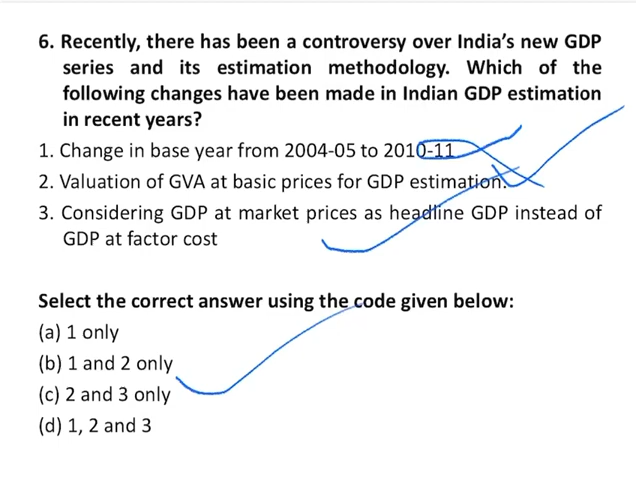 6. Recently, there has been a controversy over India's new GDP
series and its estimation methodology. Which of the
following changes have been made in Indian GDP estimation
in recent years?
1. Change in base year from 2004-05 to 2010-11
2. Valuation of GVA at basic prices for GDP estimation.
3. Considering GDP at market prices as headline GDP instead of
GDP at factor cost
Select the correct answer using the code given below:
(a) 1 only
(b) 1 and 2 only
(c) 2 and 3 only
(d) 1, 2 and 3